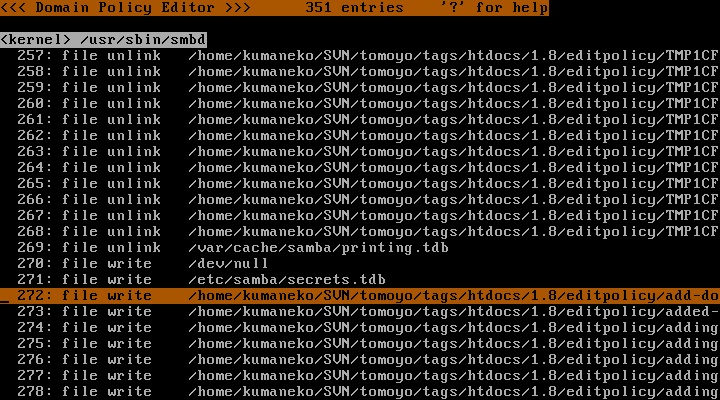 <<< Domain Policy Editor >>>      351 entries    '?' for help
<kernel> /usr/sbin/smbd
257: file unlink   /home/kumaneko/SVN/tomoyo/tags/htdocs/1.8/editpolicy/TMP1CF
258: file unlink   /home/kumaneko/SVN/tomoyo/tags/htdocs/1.8/editpolicy/TMP1CF
259: file unlink   /home/kumaneko/SVN/tomoyo/tags/htdocs/1.8/editpolicy/TMP1CF
260: file unlink   /home/kumaneko/SVN/tomoyo/tags/htdocs/1.8/editpolicy/TMP1CF
261: file unlink   /home/kumaneko/SVN/tomoyo/tags/htdocs/1.8/editpolicy/TMP1CF
262: file unlink   /home/kumaneko/SVN/tomoyo/tags/htdocs/1.8/editpolicy/TMP1CF
263: file unlink   /home/kumaneko/SVN/tomoyo/tags/htdocs/1.8/editpolicy/TMP1CF
264: file unlink   /home/kumaneko/SVN/tomoyo/tags/htdocs/1.8/editpolicy/TMP1CF
265: file unlink   /home/kumaneko/SVN/tomoyo/tags/htdocs/1.8/editpolicy/TMP1CF
266: file unlink   /home/kumaneko/SVN/tomoyo/tags/htdocs/1.8/editpolicy/TMP1CF
267: file unlink   /home/kumaneko/SVN/tomoyo/tags/htdocs/1.8/editpolicy/TMP1CF
268: file unlink   /home/kumaneko/SVN/tomoyo/tags/htdocs/1.8/editpolicy/TMP1CF
269: file unlink   /var/cache/samba/printing.tdb
270: file write    /dev/null
271: file write    /etc/samba/secrets.tdb
272: file write    /home/kumaneko/SVN/tomoyo/tags/htdocs/1.8/editpolicy/add-do
273: file write    /home/kumaneko/SVN/tomoyo/tags/htdocs/1.8/editpolicy/added-
274: file write    /home/kumaneko/SVN/tomoyo/tags/htdocs/1.8/editpolicy/adding
275: file write    /home/kumaneko/SVN/tomoyo/tags/htdocs/1.8/editpolicy/adding
276: file write    /home/kumaneko/SVN/tomoyo/tags/htdocs/1.8/editpolicy/adding
277: file write    /home/kumaneko/SVN/tomoyo/tags/htdocs/1.8/editpolicy/adding
278: file write    /home/kumaneko/SVN/tomoyo/tags/htdocs/1.8/editpolicy/adding